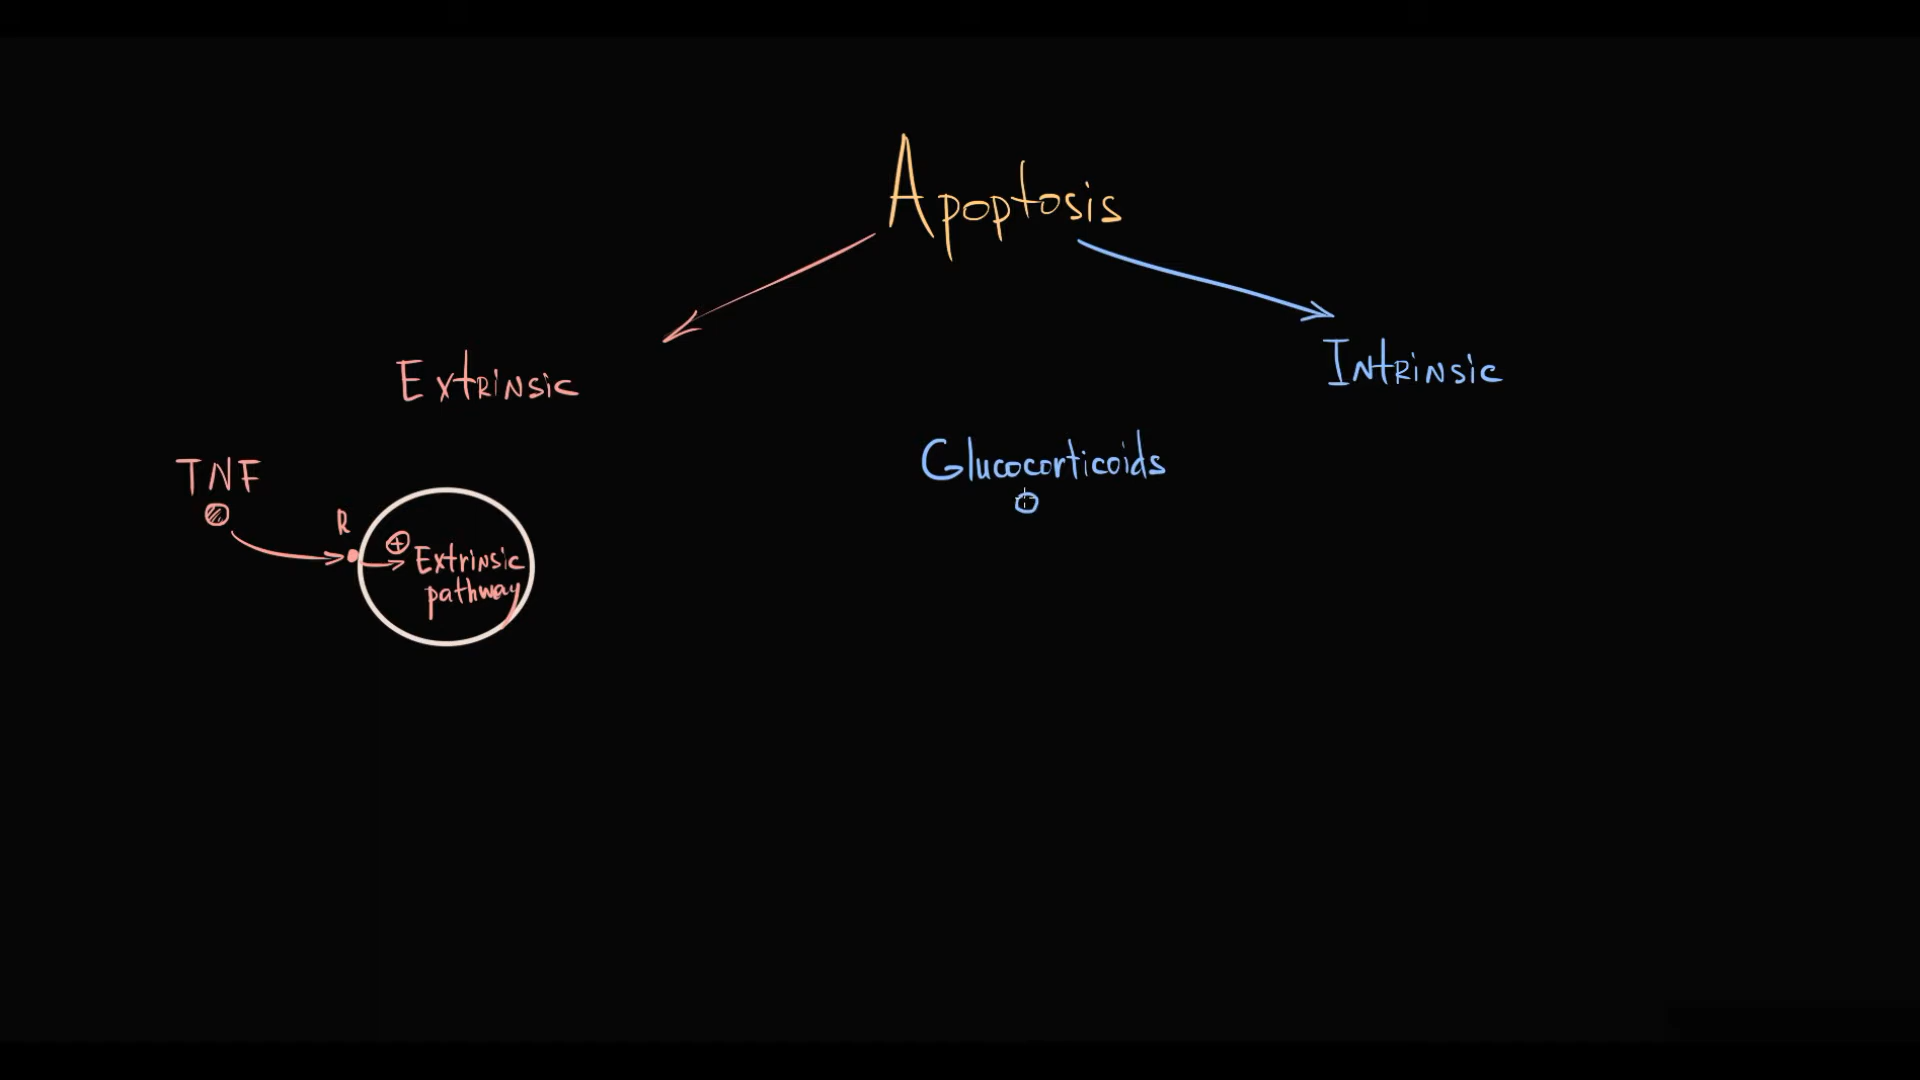 Apoptosis
Extrinsic
Intrinsic
TNF
R
Extrinsic
pathway
Glucocorticoids